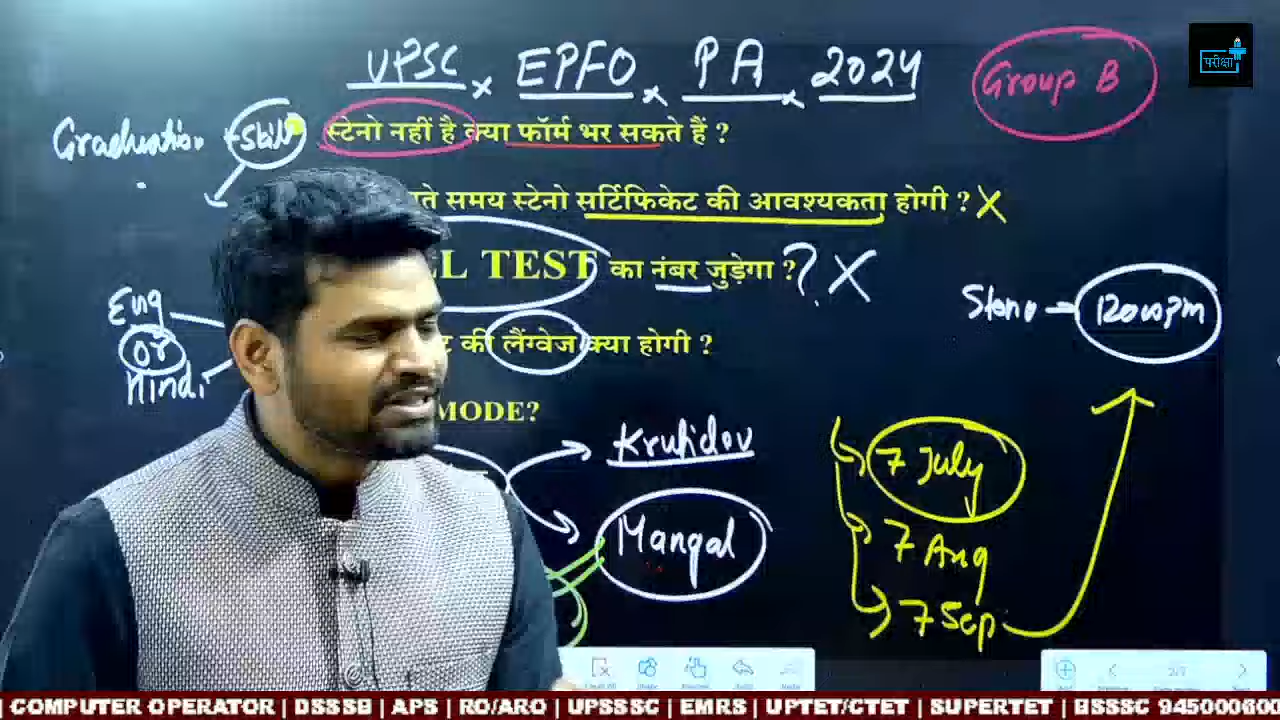 UPSC × EPFO × PA × 2024
Group B
परीक्षा
Graduation + Skill
स्टेनो नहीं है क्या फॉर्म भर सकते हैं ?
समय स्टेनो सर्टिफिकेट की आवश्यकता होगी ? X
L TEST का नंबर जुड़ेगा ? ? X
Eng
or
Hindi
की लैंग्वेज क्या होगी ?
Steno → 120wpm
MODE?
Krutidev
Mangal
7 July
7 Aug
7 Sep
| COMPUTER OPERATOR | DSSSB | APS | RO/ARO | UPSSSC | EMRS | UPTET/CTET | SUPERTET | BSSSC